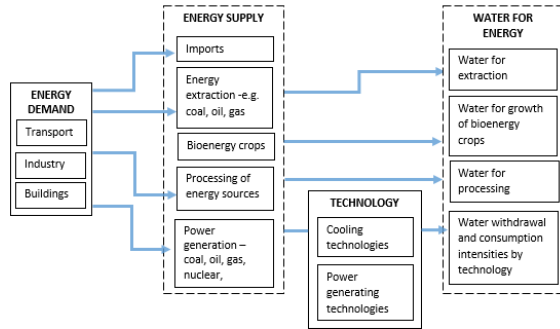 ENERGY SUPPLY
Imports
Energy
extraction -e.g.
coal, oil, gas
Bioenergy crops
Processing of
energy sources
Power
generation –
coal, oil, gas,
nuclear,
ENERGY
DEMAND
Transport
Industry
Buildings
TECHNOLOGY
Cooling
technologies
Power
generating
technologies
WATER FOR
ENERGY
Water for
extraction
Water for growth
of bioenergy
crops
Water for
processing
Water withdrawal
and consumption
intensities by
technology